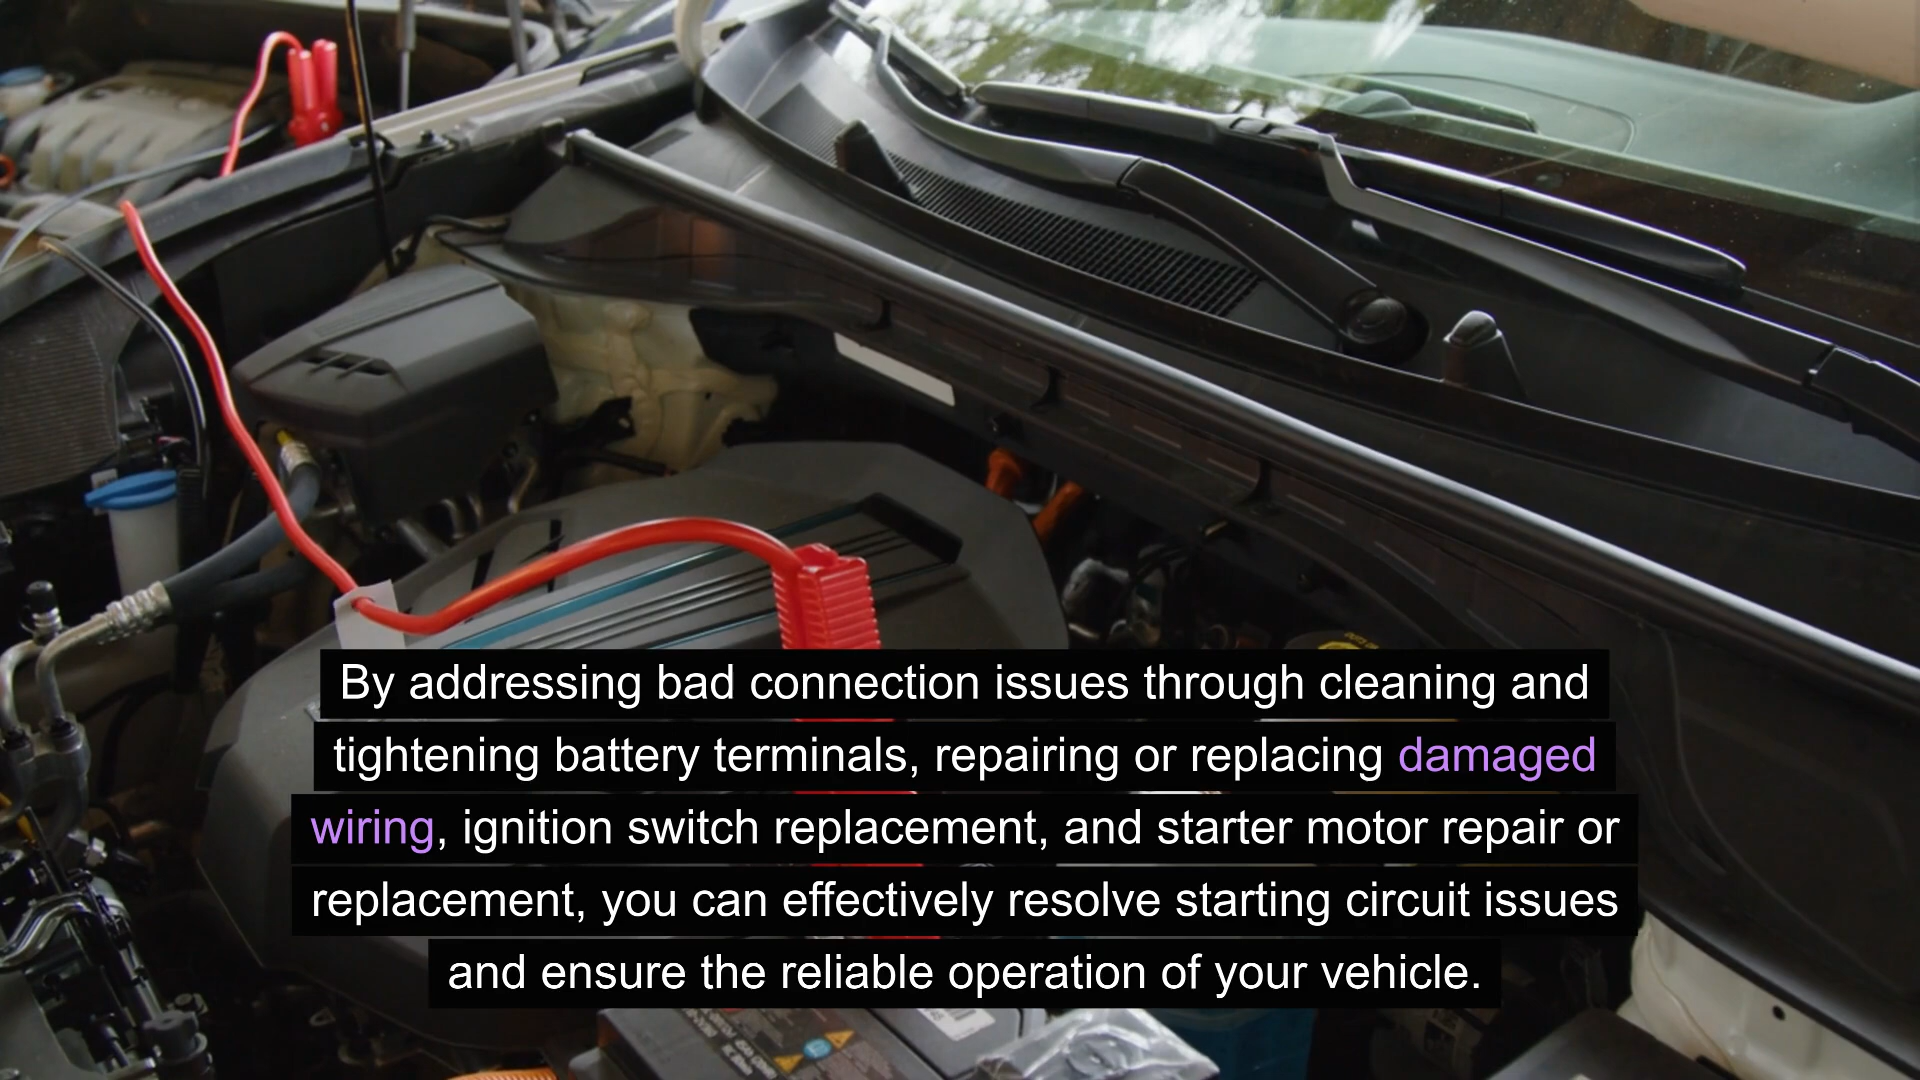 By addressing bad connection issues through cleaning and
tightening battery terminals, repairing or replacing damaged
wiring, ignition switch replacement, and starter motor repair or
replacement, you can effectively resolve starting circuit issues
and ensure the reliable operation of your vehicle.